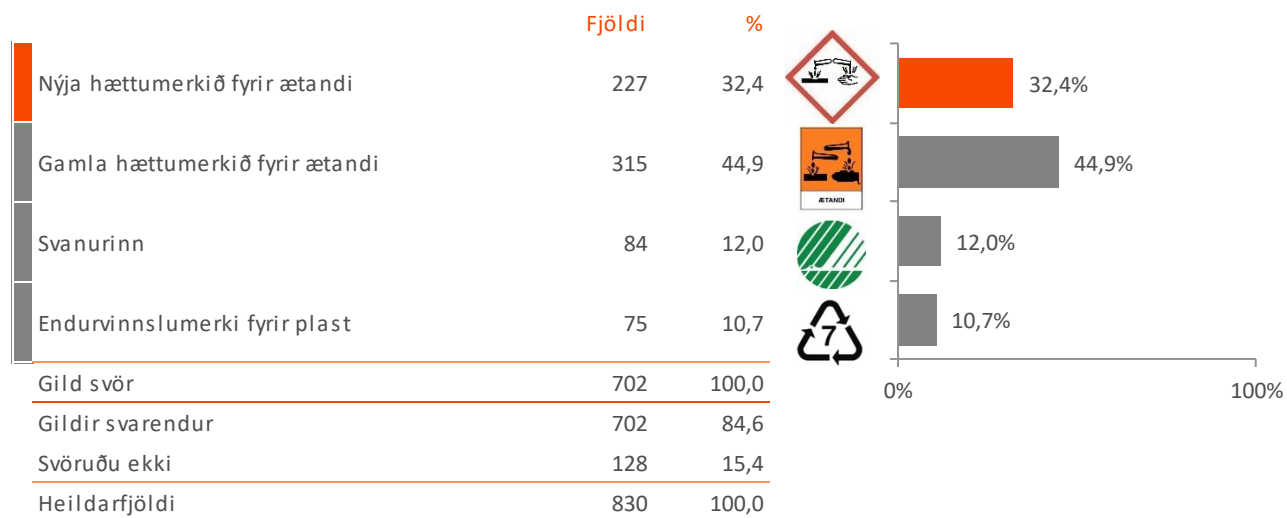 Fjöldi %
Nýja hættumerkið fyrir ætandi 227 32,4 32,4%
Gamla hættumerkið fyrir ætandi 315 44,9 44,9%
ÆTANDI
Svanurinn 84 12,0 12,0%
Endurvinnslumerki fyrir plast 75 10,7 7 10,7%
Gild svör 702 100,0 0% 100%
Gildir svarendur 702 84,6
Svöruðu ekki 128 15,4
Heildarfjöldi 830 100,0